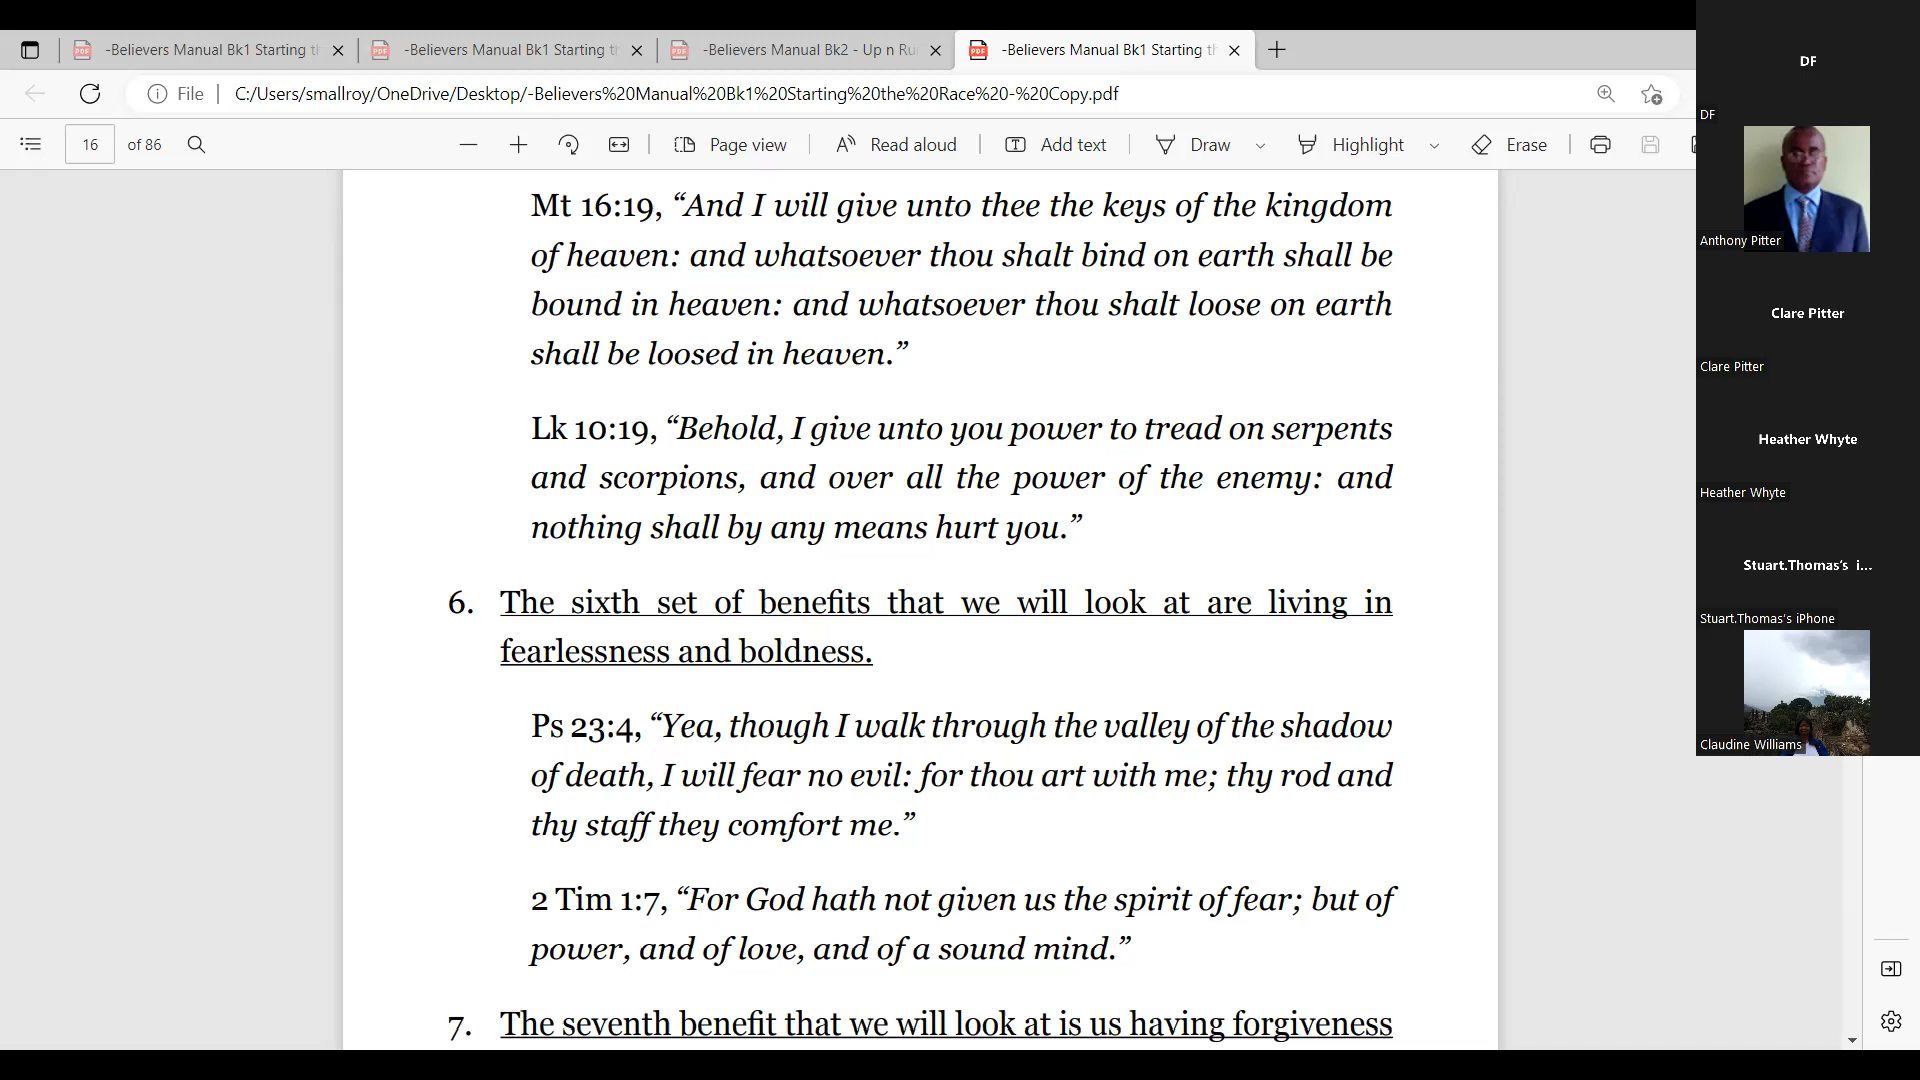 -Believers Manual Bk1 Starting th
-Believers Manual Bk1 Starting th
-Believers Manual Bk2 - Up n Ru
-Believers Manual Bk1 Starting th
File
C:/Users/smallroy/OneDrive/Desktop/-Believers%20Manual%20Bk1%20Starting%20the%20Race%20-%20Copy.pdf
16 of 86
Page view
Read aloud
Add text
Draw
Highlight
Erase
Mt 16:19, “And I will give unto thee the keys of the kingdom
of heaven: and whatsoever thou shalt bind on earth shall be
bound in heaven: and whatsoever thou shalt loose on earth
shall be loosed in heaven.”
Lk 10:19, “Behold, I give unto you power to tread on serpents
and scorpions, and over all the power of the enemy: and
nothing shall by any means hurt you.”
6. The sixth set of benefits that we will look at are living in
fearlessness and boldness.
Ps 23:4, “Yea, though I walk through the valley of the shadow
of death, I will fear no evil: for thou art with me; thy rod and
thy staff they comfort me.”
2 Tim 1:7, “For God hath not given us the spirit of fear; but of
power, and of love, and of a sound mind.”
7. The seventh benefit that we will look at is us having forgiveness
DF
DF
Anthony Pitter
Clare Pitter
Clare Pitter
Heather Whyte
Heather Whyte
Stuart.Thomas's i...
Stuart.Thomas's iPhone
Claudine Williams